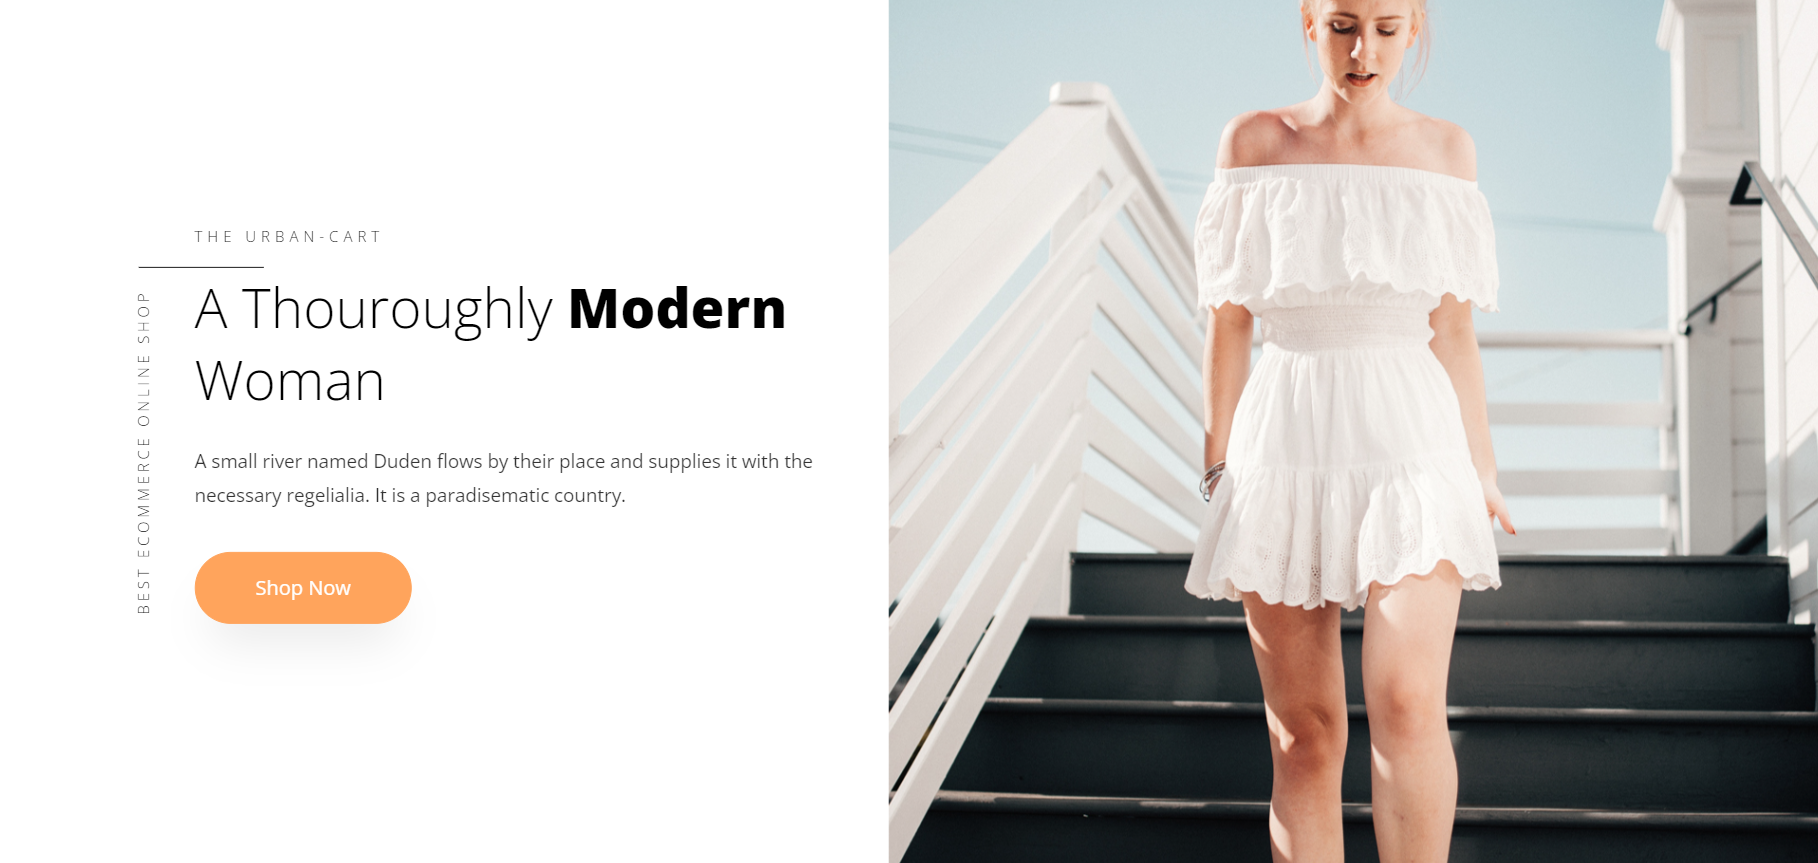 THE URBAN-CART
BEST ECOMMERCE ONLINE SHOP
A Thouroughly Modern
Woman
A small river named Duden flows by their place and supplies it with the
necessary regelialia. It is a paradisematic country.
Shop Now